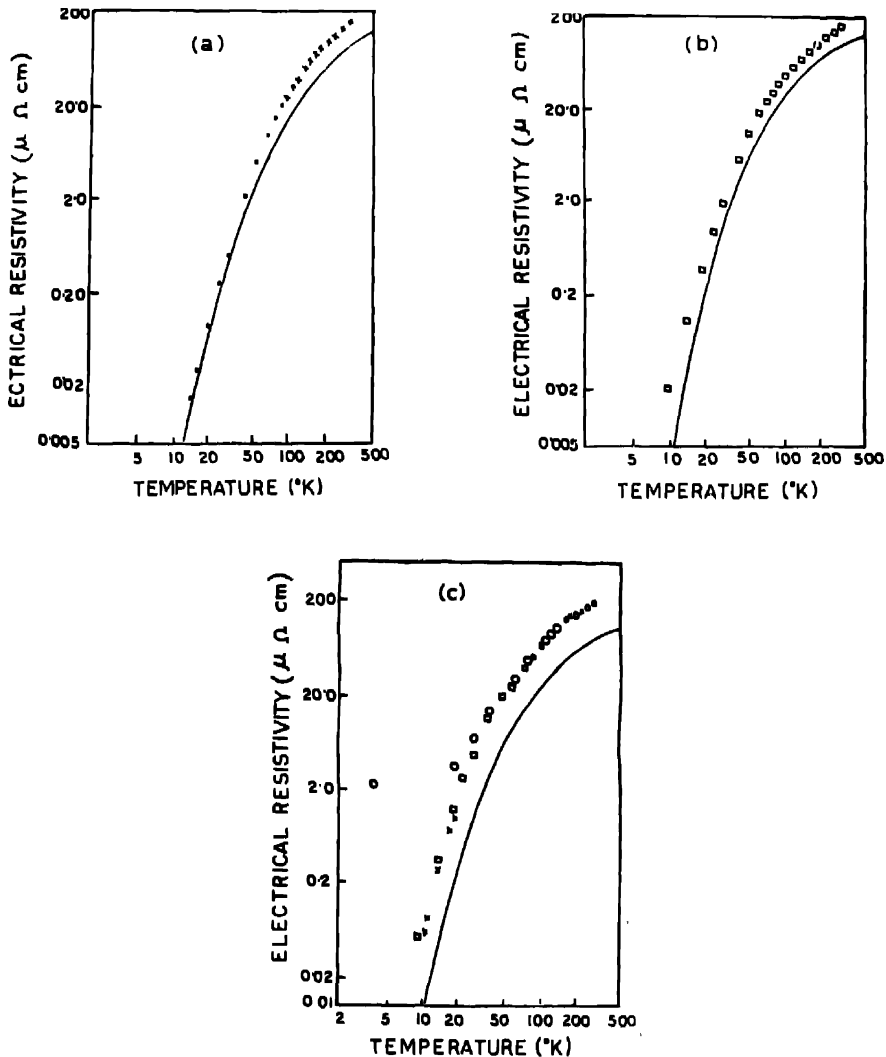 (a)
200
20·0
2·0
0·20
0·02
0·005
ECTRICAL RESISTIVITY (μ Ω cm)
5 10 20 50 100 200 500
TEMPERATURE (°K)
(b)
200
20·0
2·0
0·2
0·02
0·005
ELECTRICAL RESISTIVITY (μ Ω cm)
5 10 20 50 100 200 500
TEMPERATURE (°K)
(c)
200
20·0
2·0
0·2
0·02
0·01
ELECTRICAL RESISTIVITY (μ Ω cm)
2 5 10 20 50 100 200 500
TEMPERATURE (°K)